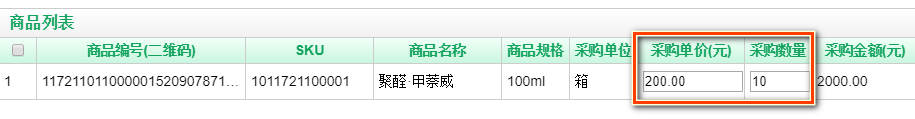 商品列表
商品编号(二维码) SKU 商品名称 商品规格 采购单位 采购单价(元) 采购数量 采购金额(元)
1 1172110110000015209078​71... 1011721100001 聚醛·甲萘威 100ml 箱 200.00 10 2000.00